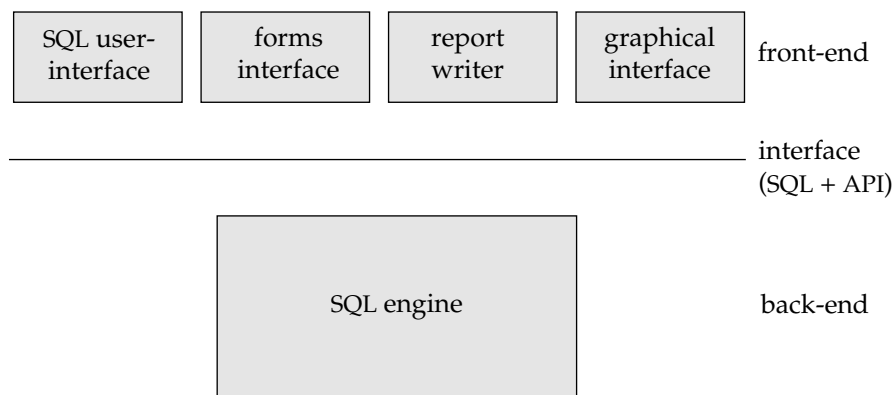 SQL user-
interface
forms
interface
report
writer
graphical
interface
front-end
interface
(SQL + API)
SQL engine
back-end